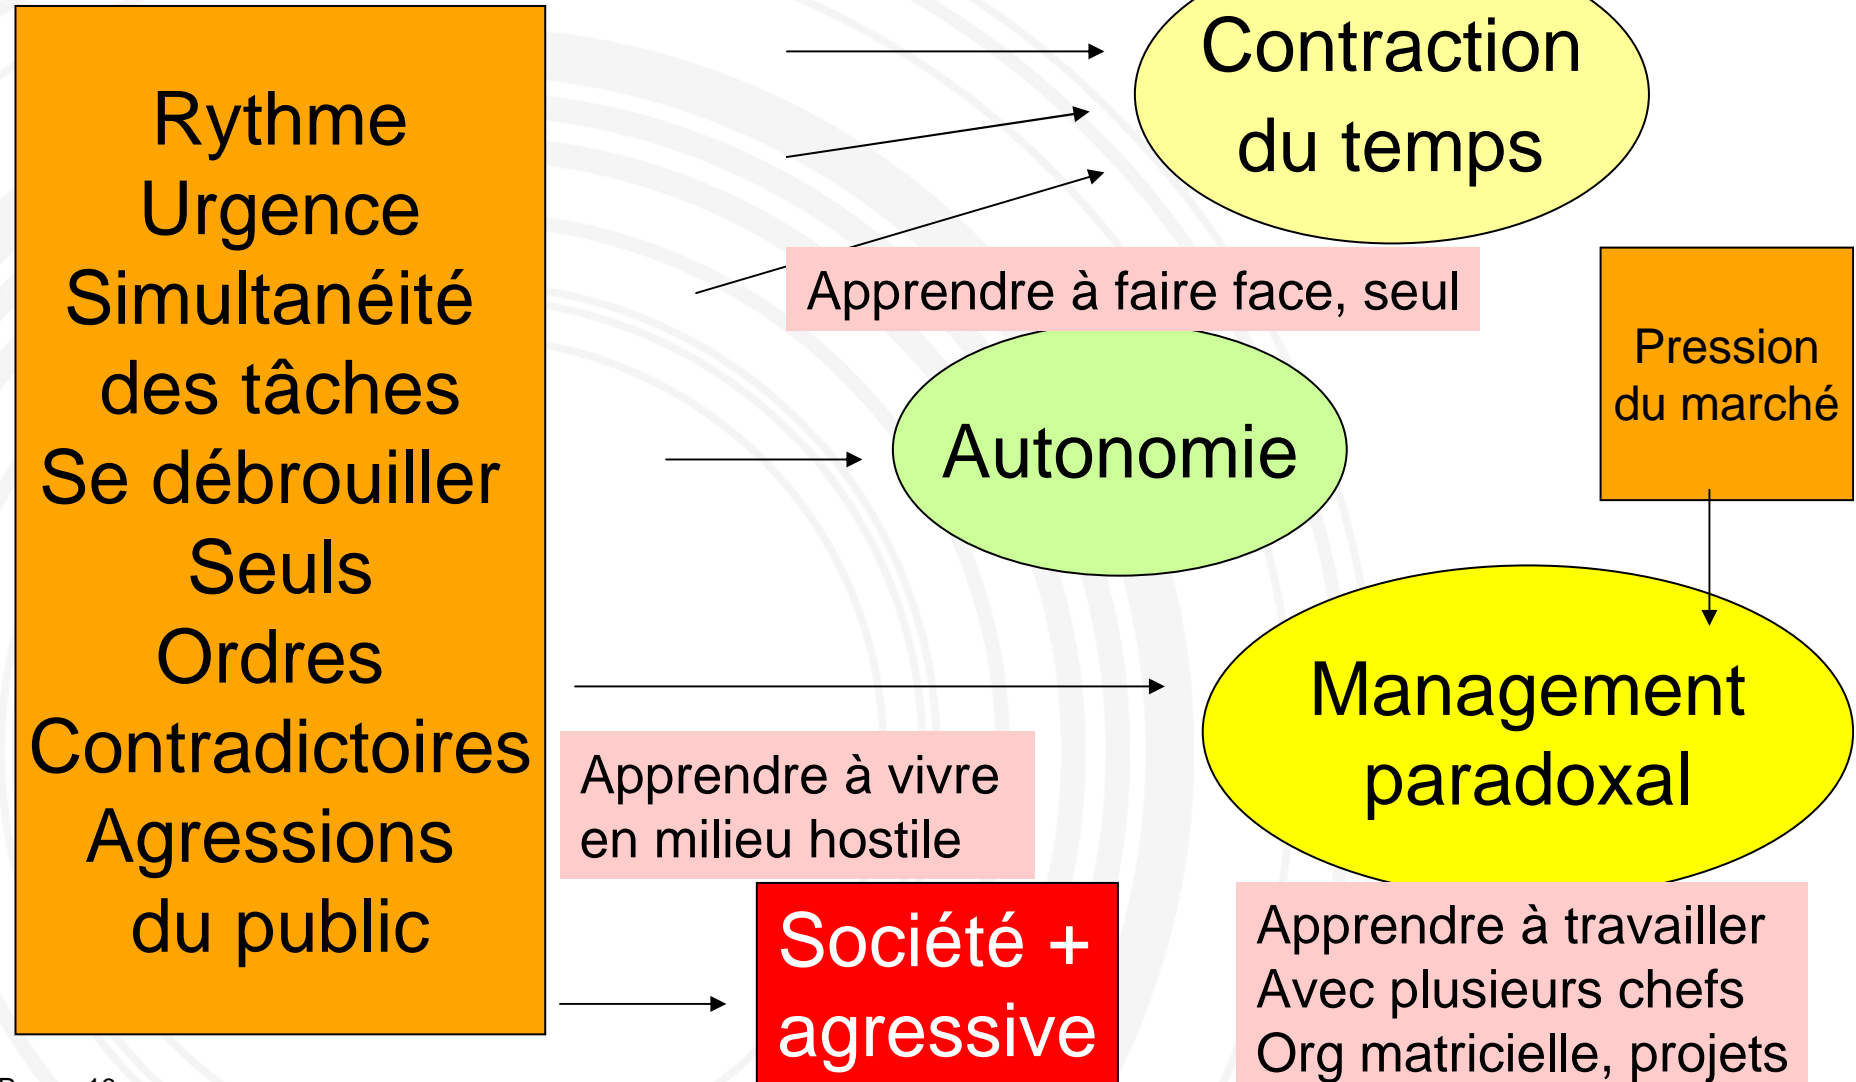 Rythme
Urgence
Simultanéité
des tâches
Se débrouiller
Seuls
Ordres
Contradictoires
Agressions
du public
Contraction
du temps
Apprendre à faire face, seul
Autonomie
Pression
du marché
Management
paradoxal
Apprendre à vivre
en milieu hostile
Société +
agressive
Apprendre à travailler
Avec plusieurs chefs
Org matricielle, projets